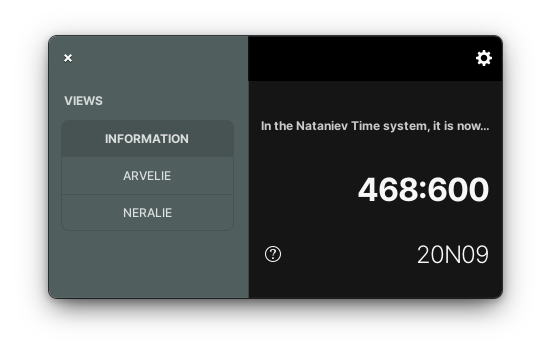 VIEWS
INFORMATION
ARVELIE
NERALIE
In the Nataniev Time system, it is now...
468:600
20N09